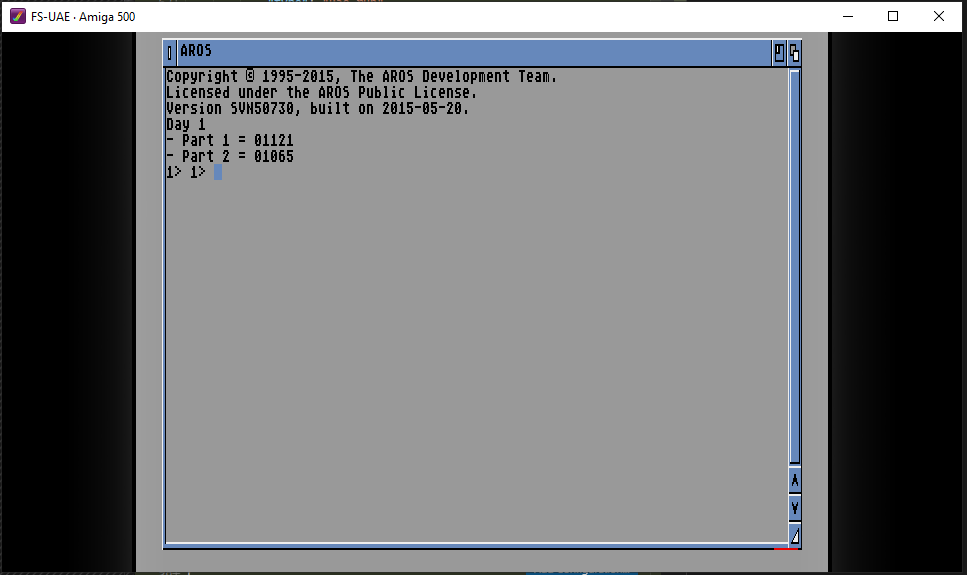 FS-UAE · Amiga 500
AROS
Copyright © 1995-2015, The AROS Development Team.
Licensed under the AROS Public License.
Version SVN50730, built on 2015-05-20.
Day 1
- Part 1 = 01121
- Part 2 = 01065
1> 1>